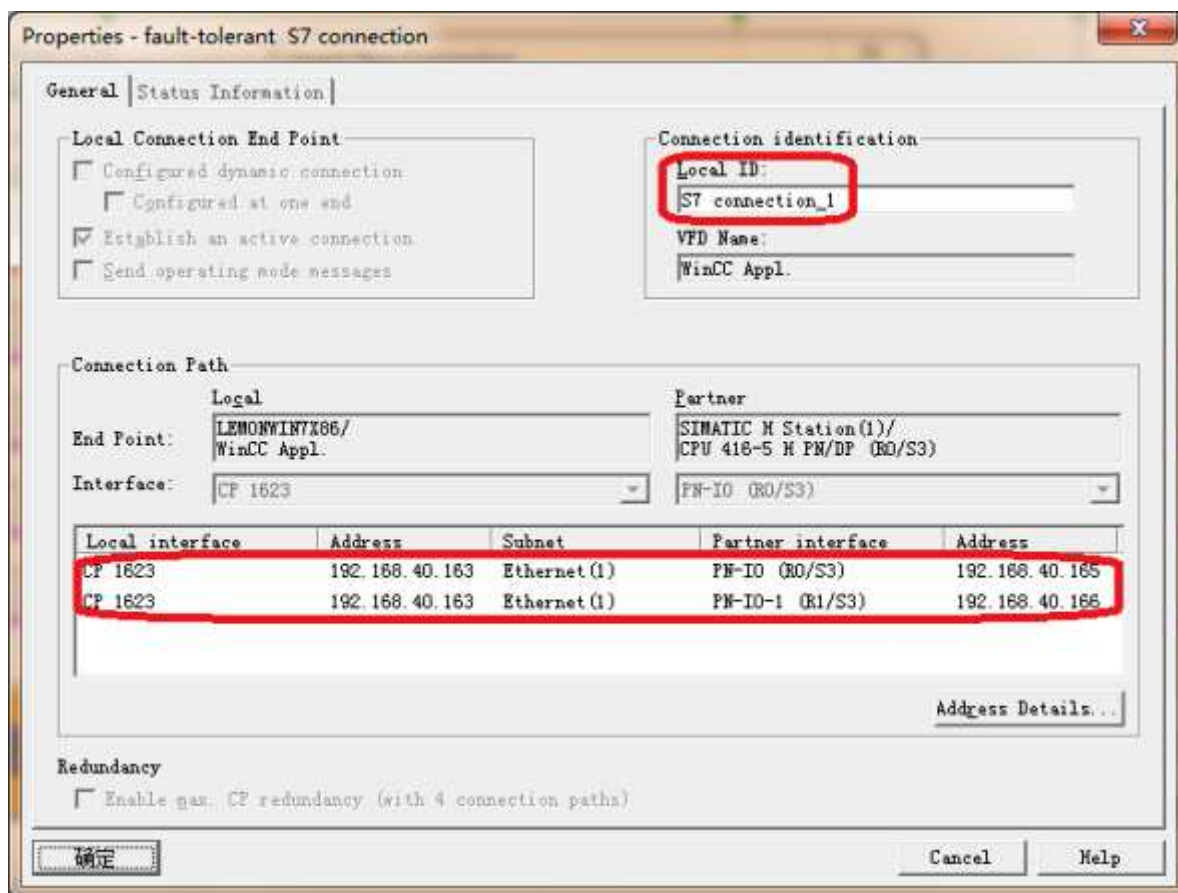 Properties - fault-tolerant S7 connection
General Status Information
Local Connection End Point
Configured dynamic connection
Configured at one end
Establish an active connection
Send operating mode messages
Connection identification
Local ID:
S7 connection_1
VFD Name:
WinCC Appl.
Connection Path
Local Partner
End Point: LEMONWIN7X86/ SIMATIC H Station(1)/
WinCC Appl. CPU 416-5 H PN/DP (R0/S3)
Interface: CP 1623 PN-IO (R0/S3)
Local interface Address Subnet Partner interface Address
CP 1623 192.168.40.163 Ethernet(1) PN-IO (R0/S3) 192.168.40.165
CP 1623 192.168.40.163 Ethernet(1) PN-IO-1 (R1/S3) 192.168.40.166
Address Details...
Redundancy
Enable max. CP redundancy (with 4 connection paths)
确定 Cancel Help